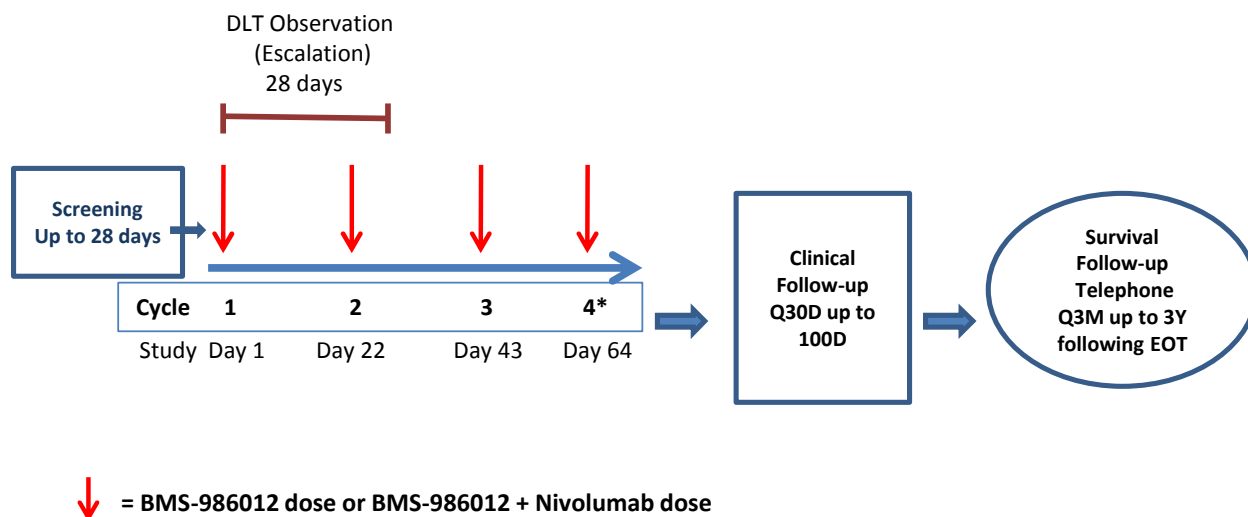 DLT Observation
(Escalation)
28 days
Screening
Up to 28 days
Cycle 1 2 3 4*
Study Day 1 Day 22 Day 43 Day 64
Clinical
Follow-up
Q30D up to
100D
Survival
Follow-up
Telephone
Q3M up to 3Y
following EOT
= BMS-986012 dose or BMS-986012 + Nivolumab dose